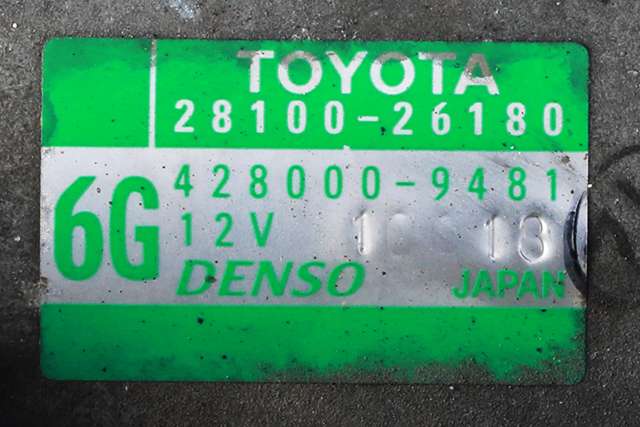 TOYOTA
28100-26180
6G
428000-9481
12V
DENSO
JAPAN